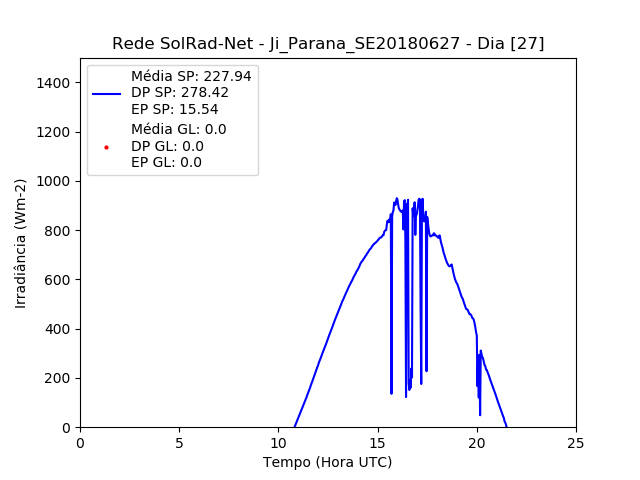 Rede SolRad-Net - Ji_Parana_SE20180627 - Dia [27]
Média SP: 227.94
DP SP: 278.42
EP SP: 15.54
Média GL: 0.0
DP GL: 0.0
EP GL: 0.0
1400
1200
1000
800
600
400
200
0
Irradiância (Wm-2)
0 5 10 15 20 25
Tempo (Hora UTC)